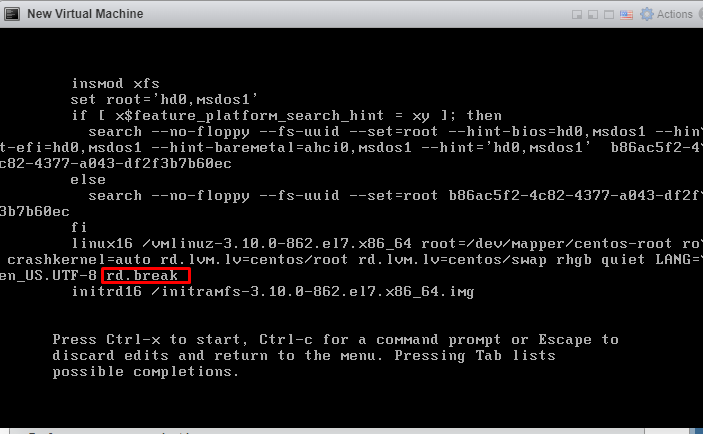 New Virtual Machine
Actions
insmod xfs
set root='hd0,msdos1'
if [ x$feature_platform_search_hint = xy ]; then
search --no-floppy --fs-uuid --set=root --hint-bios=hd0,msdos1 --hin
t-efi=hd0,msdos1 --hint-baremetal=ahci0,msdos1 --hint='hd0,msdos1'  b86ac5f2-4
c82-4377-a043-df2f3b7b60ec
else
search --no-floppy --fs-uuid --set=root b86ac5f2-4c82-4377-a043-df2f
3b7b60ec
fi
linux16 /vmlinuz-3.10.0-862.el7.x86_64 root=/dev/mapper/centos-root ro
crashkernel=auto rd.lvm.lv=centos/root rd.lvm.lv=centos/swap rhgb quiet LANG=
en_US.UTF-8 rd.break
initrd16 /initramfs-3.10.0-862.el7.x86_64.img
Press Ctrl-x to start, Ctrl-c for a command prompt or Escape to
discard edits and return to the menu. Pressing Tab lists
possible completions.